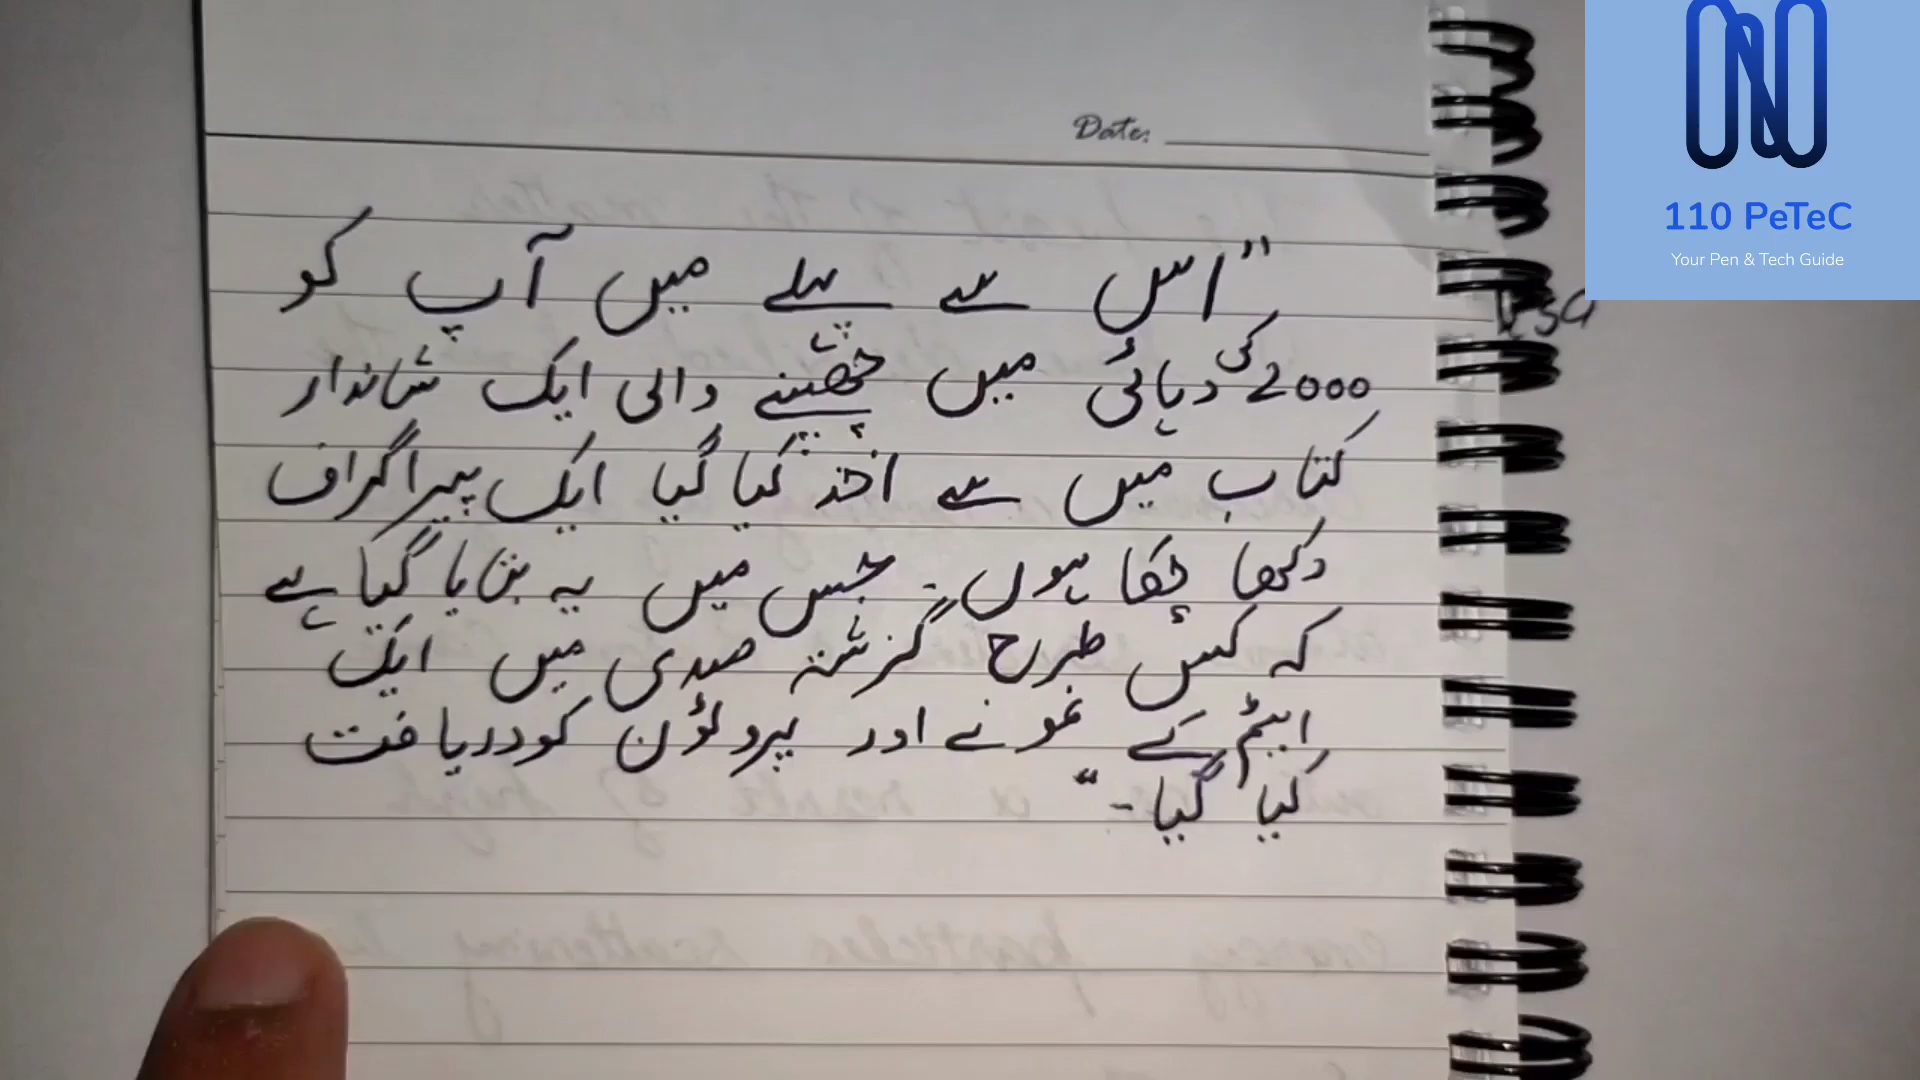 Date:
"اس سے پہلے میں آپ کو
2000 کی دہائی میں چھپنے والی ایک شاندار
کتاب میں سے اخذ کیا گیا ایک پیراگراف
دکھا چکا ہوں۔ جس میں یہ بتایا گیا ہے
کہ کس طرح گزشتہ صدی میں ایک
ایٹم کے نمونے اور پروٹون کو دریافت
کیا گیا۔"
110 PeTeC
Your Pen & Tech Guide